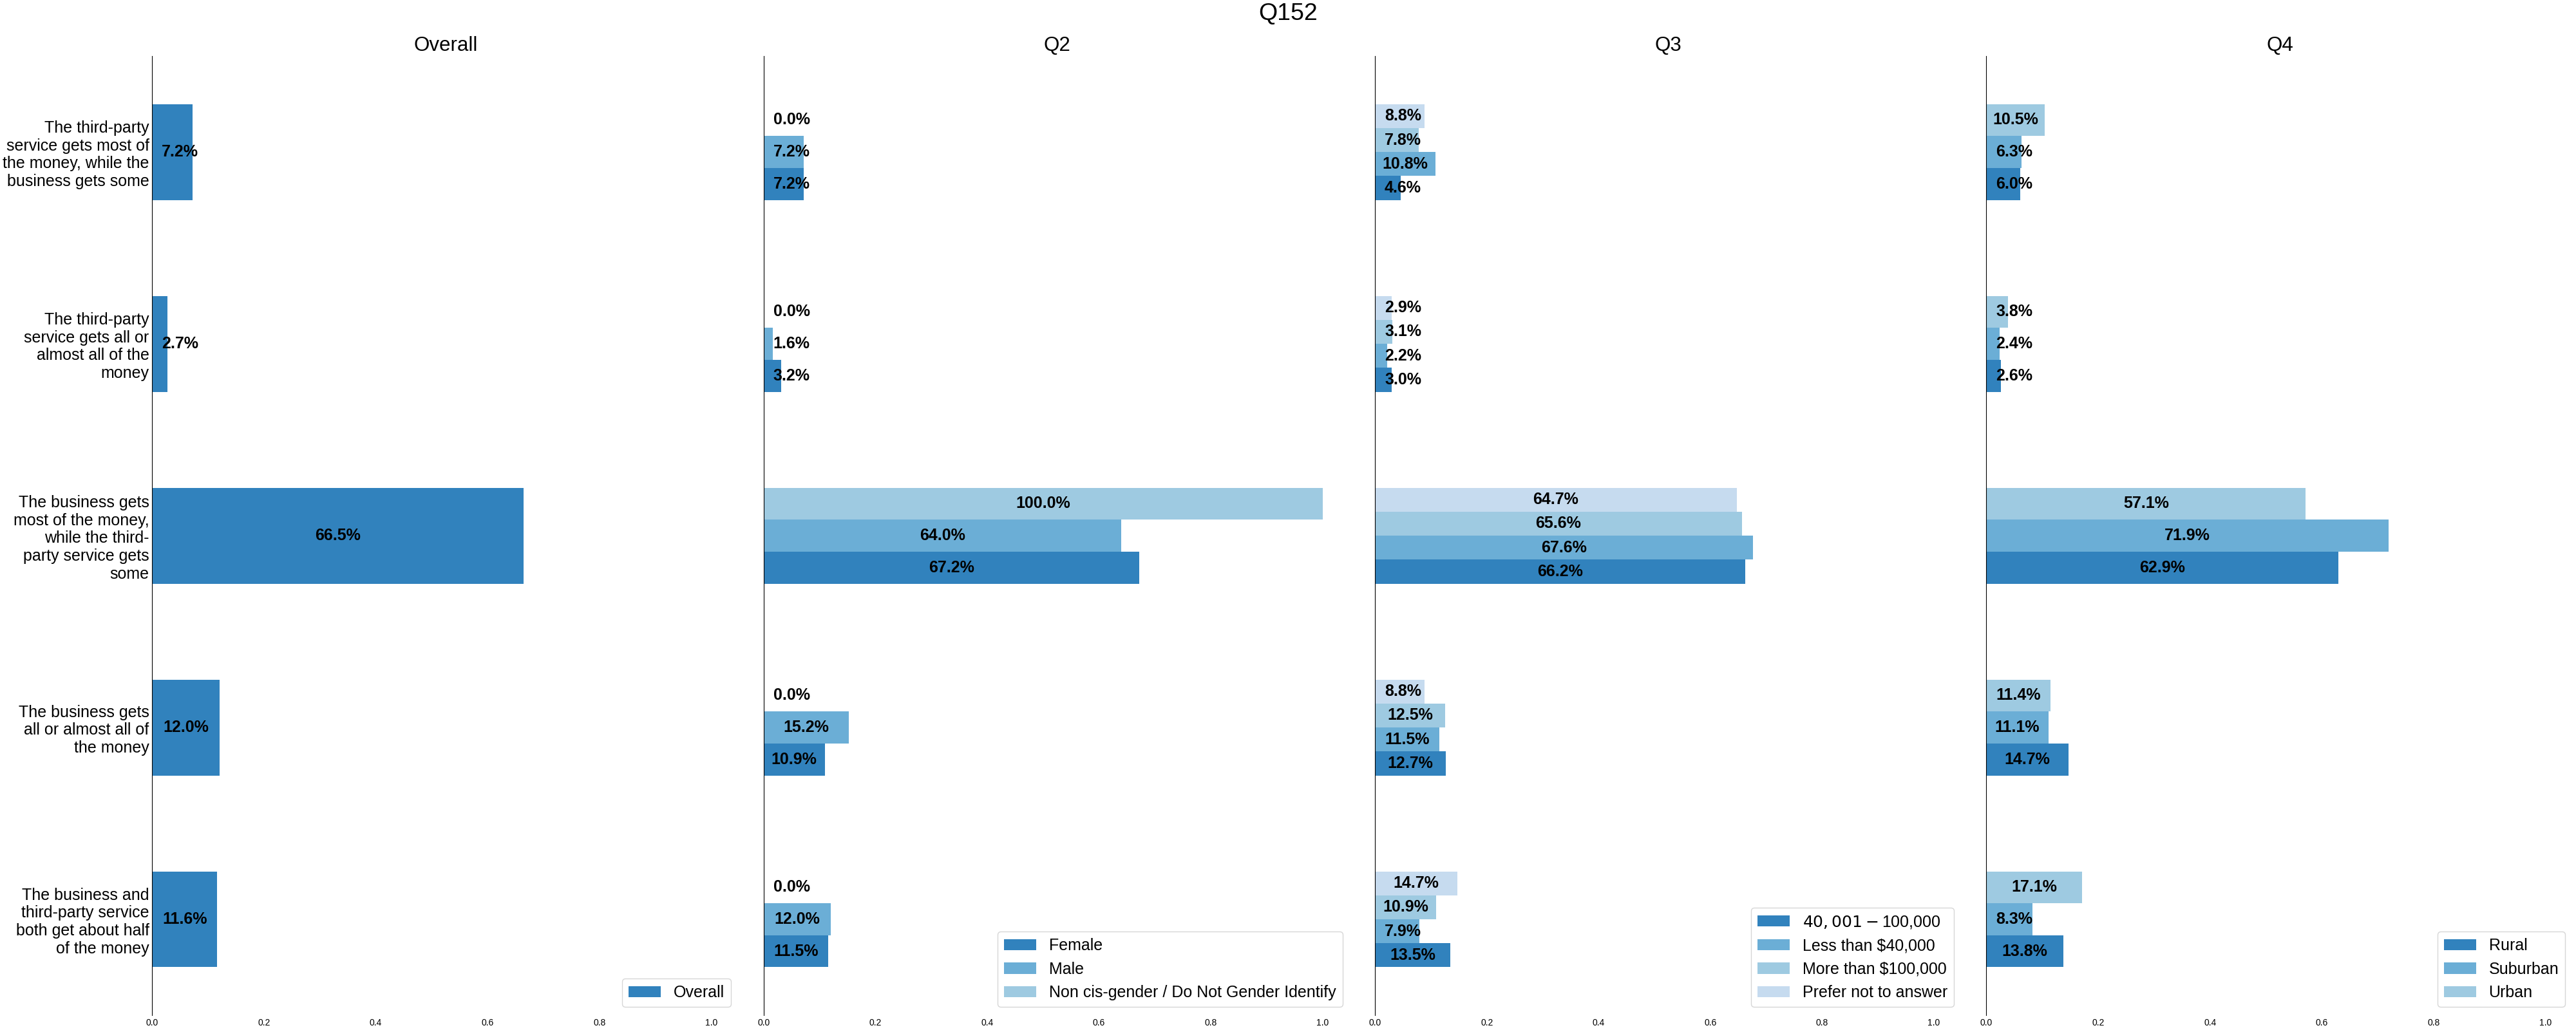 Q152
Overall
Q2
Q3
Q4
The third-party
service gets most of
the money, while the
business gets some
7.2%
0.0%
7.2%
7.2%
8.8%
7.8%
10.8%
4.6%
10.5%
6.3%
6.0%
The third-party
service gets all or
almost all of the
money
2.7%
0.0%
1.6%
3.2%
2.9%
3.1%
2.2%
3.0%
3.8%
2.4%
2.6%
The business gets
most of the money,
while the third-
party service gets
some
66.5%
100.0%
64.0%
67.2%
64.7%
65.6%
67.6%
66.2%
57.1%
71.9%
62.9%
The business gets
all or almost all of
the money
12.0%
0.0%
15.2%
10.9%
8.8%
12.5%
11.5%
12.7%
11.4%
11.1%
14.7%
The business and
third-party service
both get about half
of the money
11.6%
0.0%
12.0%
11.5%
14.7%
10.9%
7.9%
13.5%
17.1%
8.3%
13.8%
Overall
Female
Male
Non cis-gender / Do Not Gender Identify
40, 001 − 100,000
Less than $40,000
More than $100,000
Prefer not to answer
Rural
Suburban
Urban
0.0 0.2 0.4 0.6 0.8 1.0
0.0 0.2 0.4 0.6 0.8 1.0
0.0 0.2 0.4 0.6 0.8 1.0
0.0 0.2 0.4 0.6 0.8 1.0